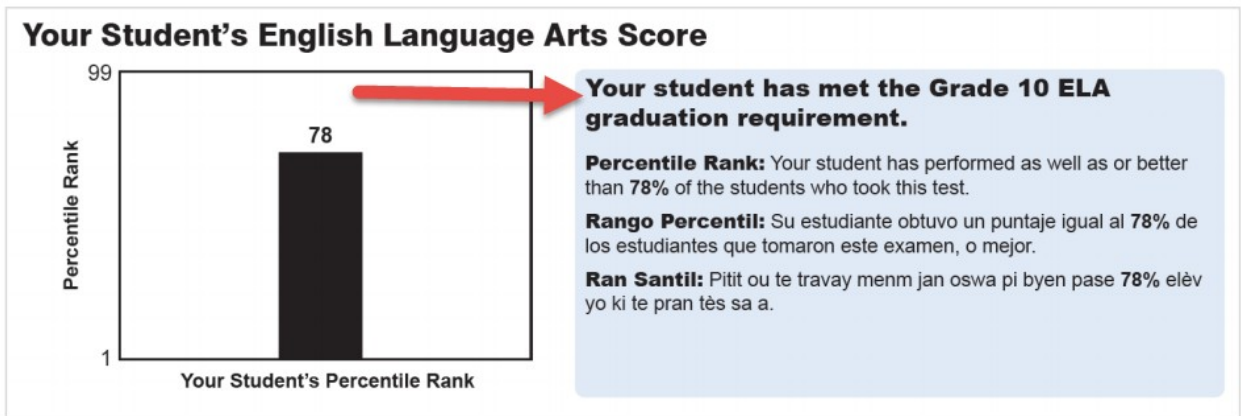 Your Student's English Language Arts Score
99
78
Percentile Rank
1
Your Student's Percentile Rank
Your student has met the Grade 10 ELA
graduation requirement.
Percentile Rank: Your student has performed as well as or better
than 78% of the students who took this test.
Rango Percentil: Su estudiante obtuvo un puntaje igual al 78% de
los estudiantes que tomaron este examen, o mejor.
Ran Santil: Pitit ou te travay menm jan oswa pi byen pase 78% elèv
yo ki te pran tès sa a.